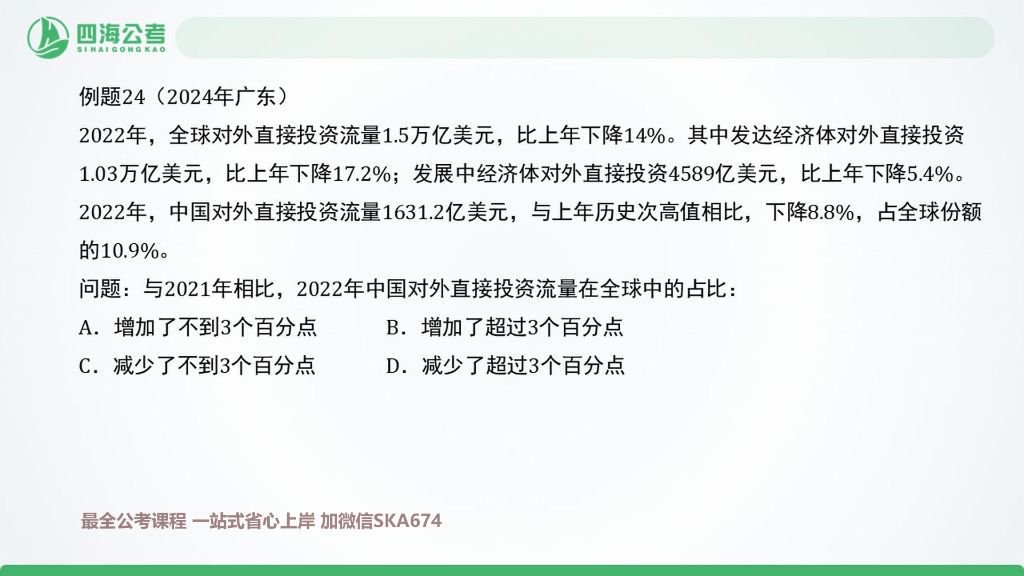 四海公考
SIHAIGONGKAO
例题24（2024年广东）
2022年，全球对外直接投资流量1.5万亿美元，比上年下降14%。其中发达经济体对外直接投资
1.03万亿美元，比上年下降17.2%；发展中经济体对外直接投资4589亿美元，比上年下降5.4%。
2022年，中国对外直接投资流量1631.2亿美元，与上年历史次高值相比，下降8.8%，占全球份额
的10.9%。
问题：与2021年相比，2022年中国对外直接投资流量在全球中的占比：
A．增加了不到3个百分点 B．增加了超过3个百分点
C．减少了不到3个百分点 D．减少了超过3个百分点
最全公考课程 一站式省心上岸 加微信SKA674